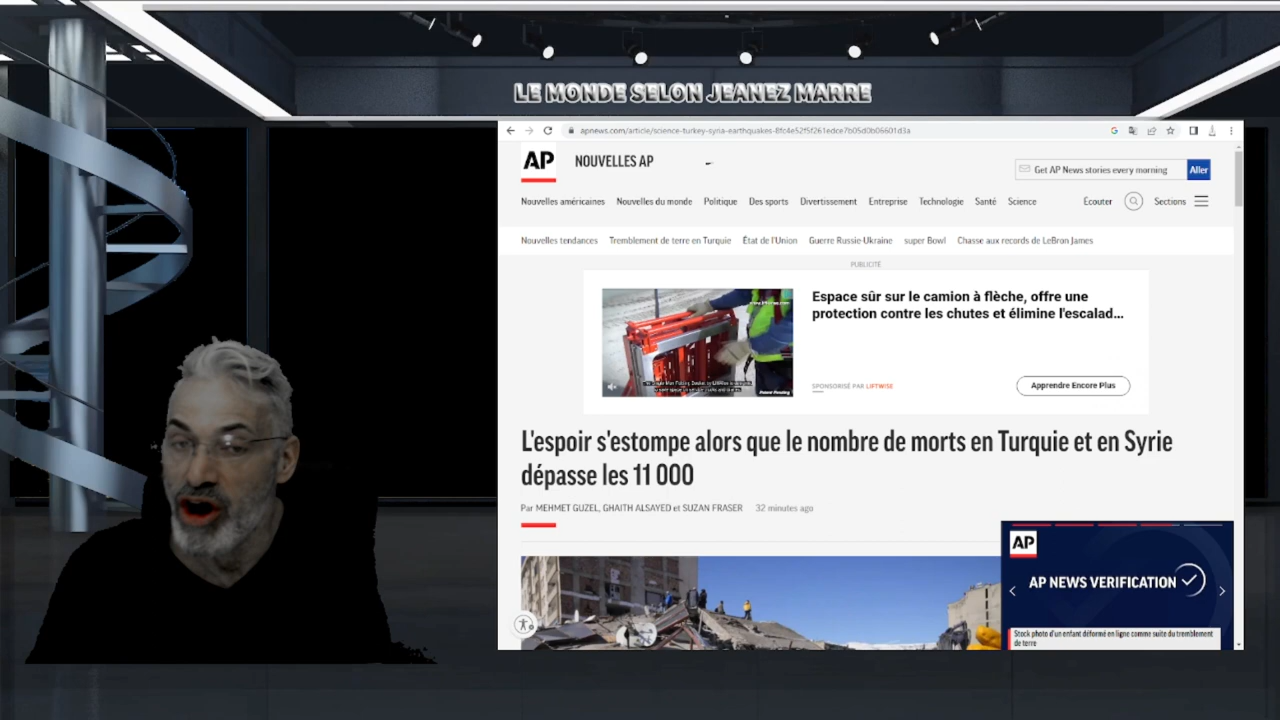 LE MONDE SELON JEANEZ MARRE
apnews.com/article/science-turkey-syria-earthquakes-8fc4e52f5f261edce7b05d0b06601d3a
AP
NOUVELLES AP
Get AP News stories every morning
Aller
Nouvelles américaines Nouvelles du monde Politique Des sports Divertissement Entreprise Technologie Santé Science Écouter Sections
Nouvelles tendances Tremblement de terre en Turquie État de l'Union Guerre Russie-Ukraine super Bowl Chasse aux records de LeBron James
PUBLICITÉ
Espace sûr sur le camion à flèche, offre une
protection contre les chutes et élimine l'escalad...
SPONSORISÉ PAR LIFTWISE
Apprendre Encore Plus
L'espoir s'estompe alors que le nombre de morts en Turquie et en Syrie
dépasse les 11 000
Par MEHMET GUZEL, GHAITH ALSAYED et SUZAN FRASER 32 minutes ago
AP
AP NEWS VERIFICATION
Stock photo d'un enfant déformé en ligne comme suite du tremblement
de terre